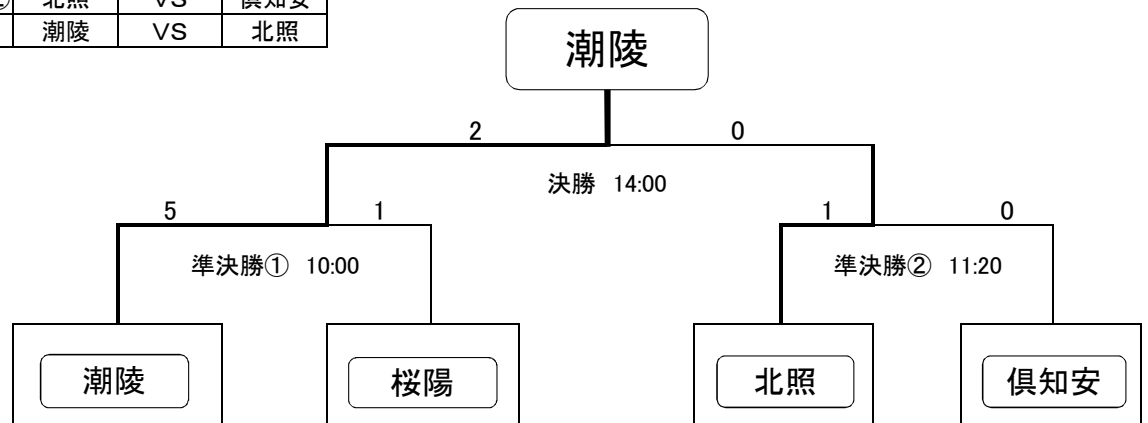 ② 北照 VS 倶知安
潮陵 VS 北照
潮陵
2 0
決勝 14:00
5 1 1 0
準決勝① 10:00 準決勝② 11:20
潮陵 桜陽 北照 倶知安